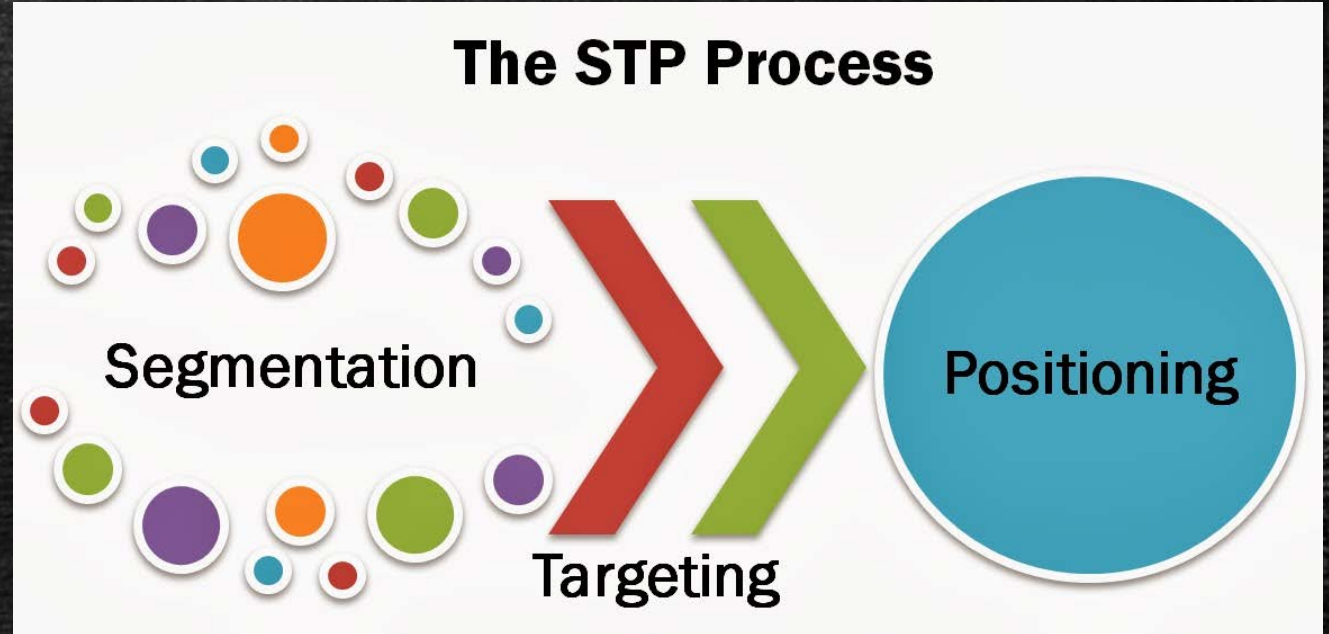 The STP Process
Segmentation
Targeting
Positioning